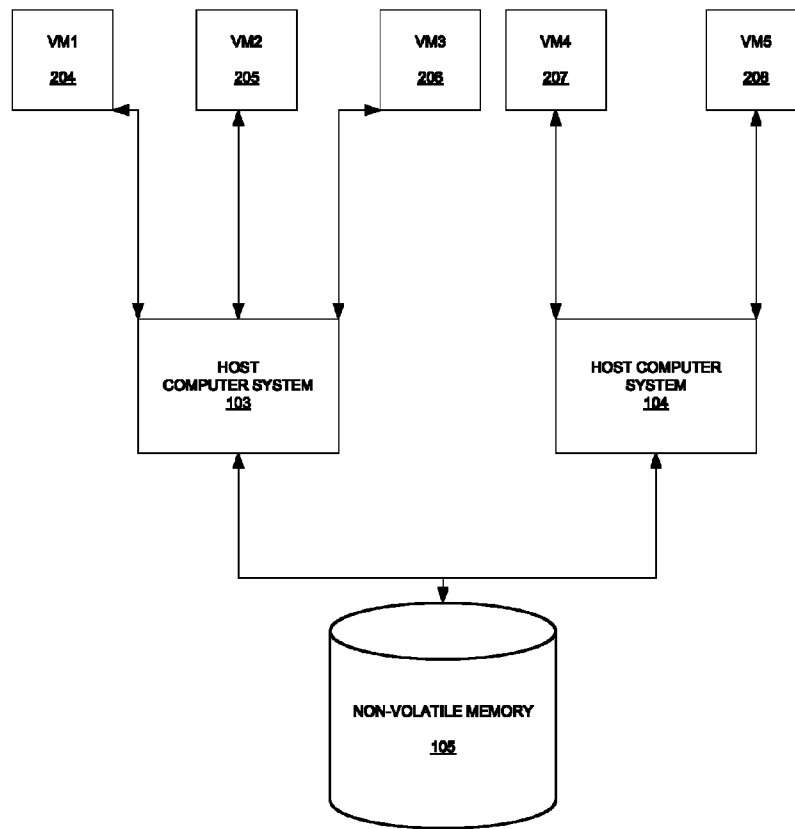 VM1
204
VM2
205
VM3
206
VM4
207
VM5
208
HOST
COMPUTER SYSTEM
103
HOST COMPUTER
SYSTEM
104
NON-VOLATILE MEMORY
105